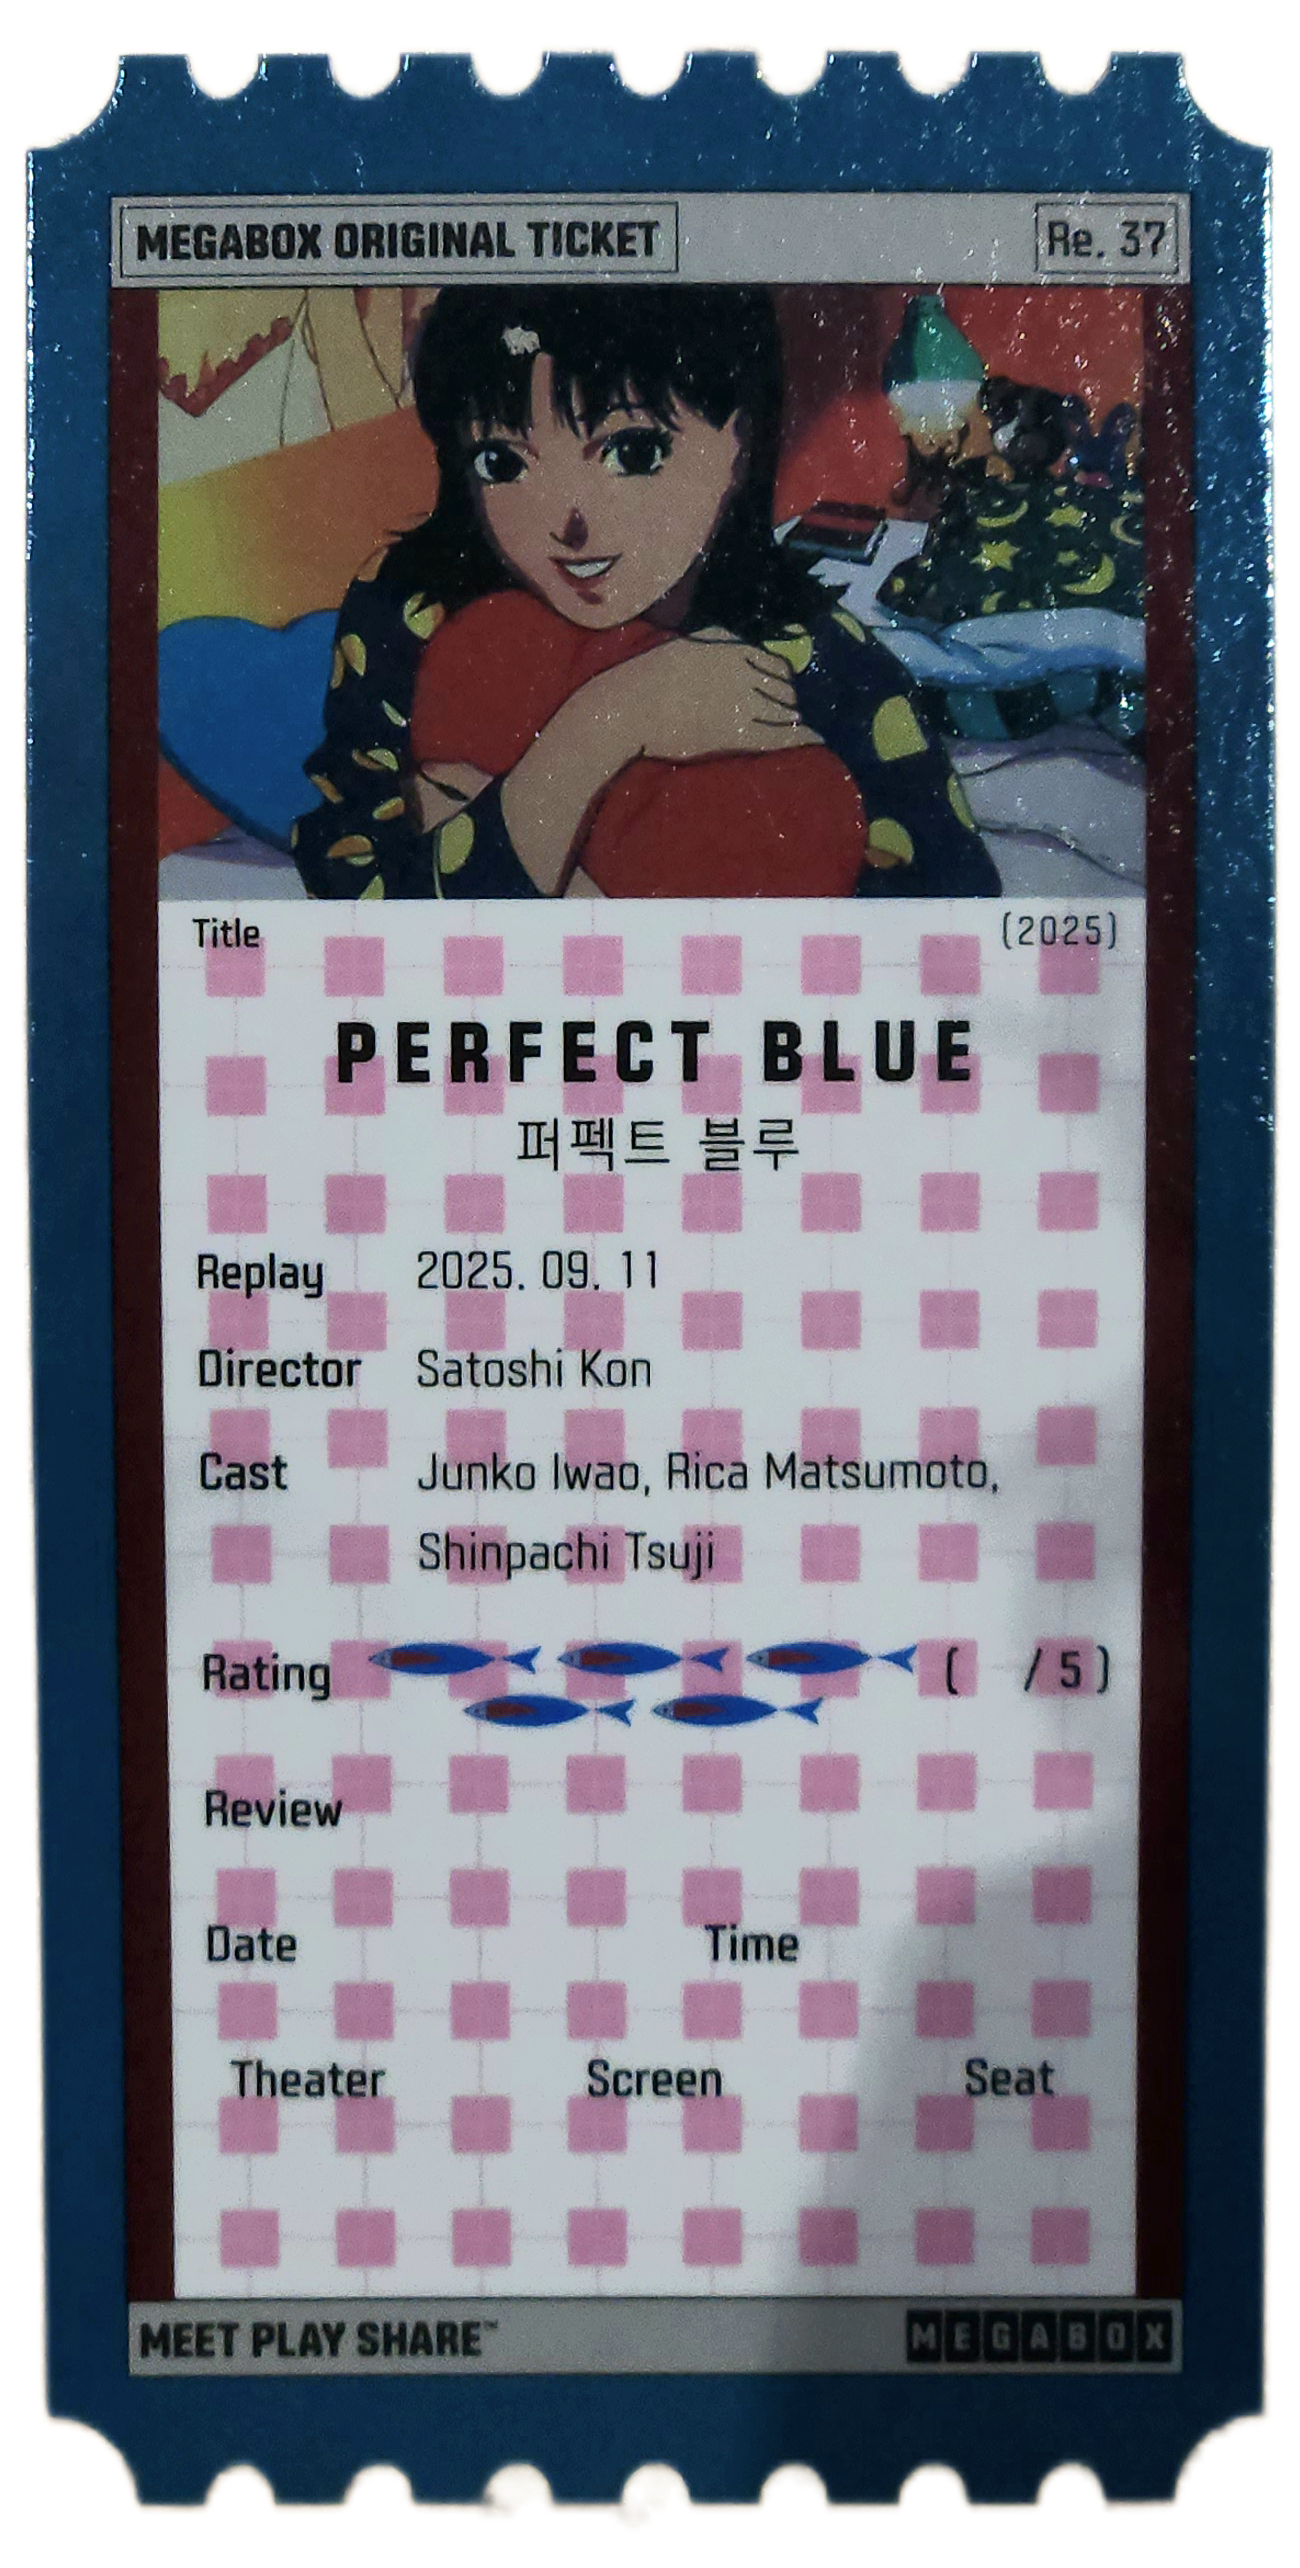 MEGABOX ORIGINAL TICKET
Re. 37
Title
(2025)
PERFECT BLUE
퍼펙트 블루
Replay 2025. 09. 11
Director Satoshi Kon
Cast Junko Iwao, Rica Matsumoto,
Shinpachi Tsuji
Rating ( / 5 )
Review
Date Time
Theater Screen Seat
MEET PLAY SHARE™
MEGABOX